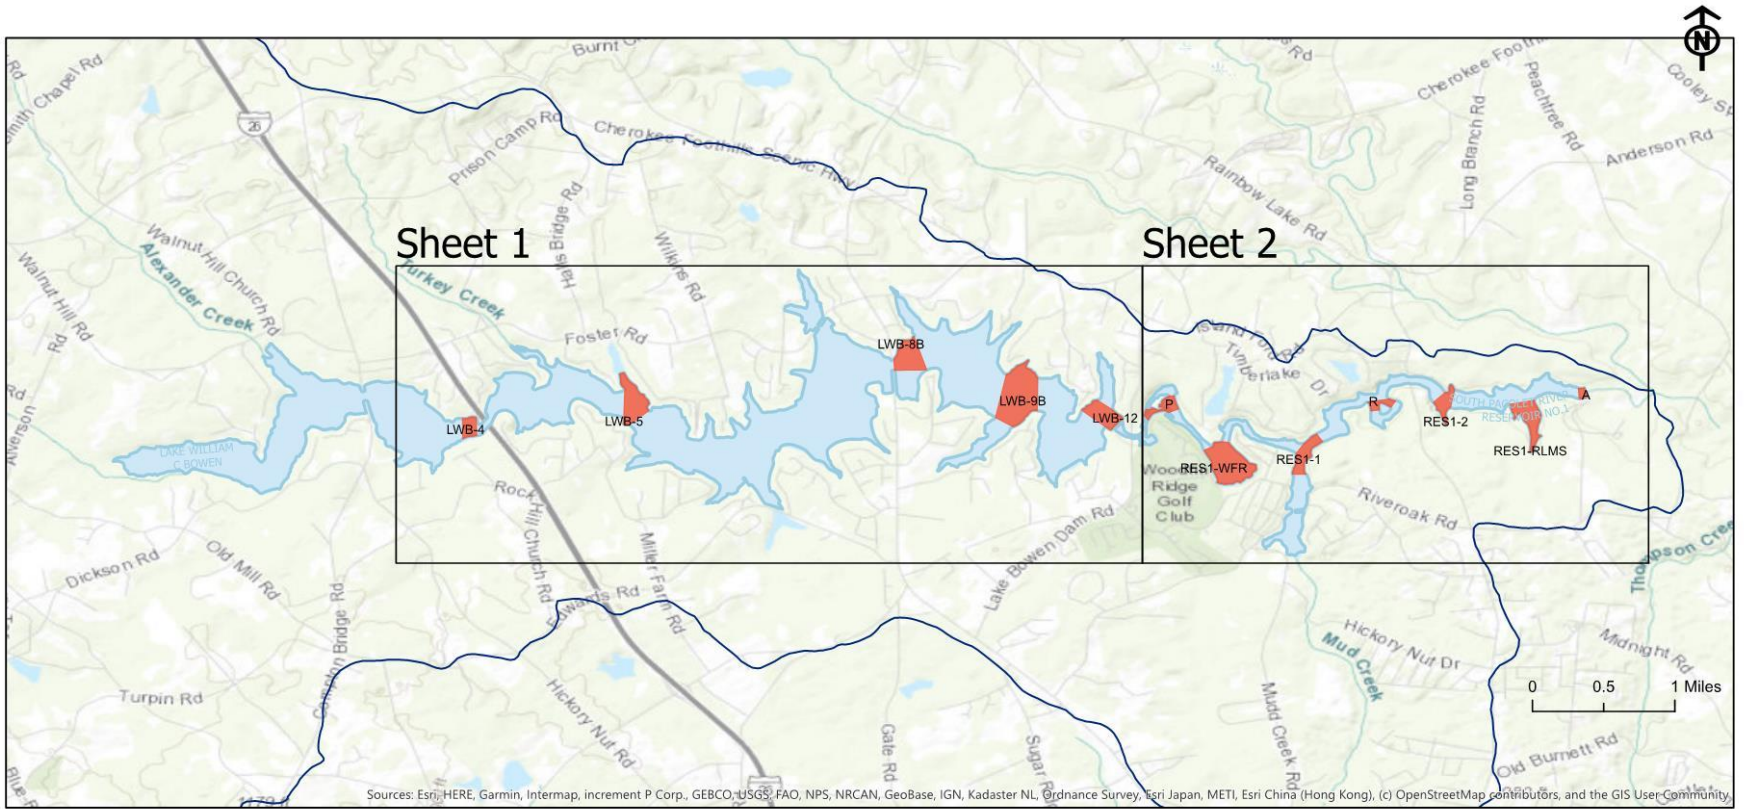 N
Burnt
Rd
Cherokee Foothi
Peachtree Rd
Cooley Sp
Rd
Smith Chapel Rd
26
Prison Camp Rd
Cherokee Foothills Scenic Hwy
Long Branch Rd
Anderson Rd
Rainbow Lake Rd
Walnut Hill Church Rd
Walnut Hill Rd
Rd
Alexander Creek
Sheet 1
Sheet 2
Turkey Creek
Halls Bridge Rd
Wilkins Rd
Foster Rd
Island Ford Rd
Timberlake Dr
LWB-8B
LWB-4
LWB-5
LWB-9B
LWB-12
P
R
RES1-2
A
SOUTH PACOLET RIVER
RESERVOIR NO.1
RES1-WFR
RES1-1
RES1-RLMS
Rd
Alverson
LAKE WILLIAM
C BOWEN
Ridge
Golf
Club
Riveroak Rd
Rock Hill Church Rd
Miller Farm Rd
Lake Bowen Dam Rd
Dickson Rd
Old Mill Rd
Compton Bridge Rd
Edwards Rd
Thompson Cree
Hickory Nut Dr
Midnight Rd
Mud Creek
Turpin Rd
Hickory Nut Rd
Gate Rd
Sugar
Mudd Creek Rd
0 0.5 1 Miles
Old Burnett Rd
Sources: Esri, HERE, Garmin, Intermap, increment P Corp., GEBCO, USGS, FAO, NPS, NRCAN, GeoBase, IGN, Kadaster NL, Ordnance Survey, Esri Japan, METI, Esri China (Hong Kong), (c) OpenStreetMap contributors, and the GIS User Community